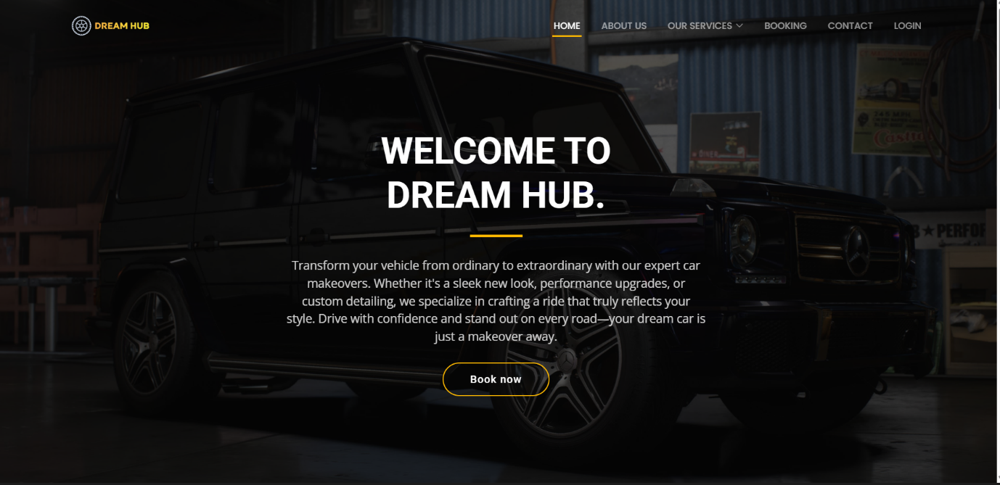 DREAM HUB
HOME ABOUT US OUR SERVICES BOOKING CONTACT LOGIN
WELCOME TO
DREAM HUB.
Transform your vehicle from ordinary to extraordinary with our expert car
makeovers. Whether it's a sleek new look, performance upgrades, or
custom detailing, we specialize in crafting a ride that truly reflects your
style. Drive with confidence and stand out on every road—your dream car is
just a makeover away.
Book now